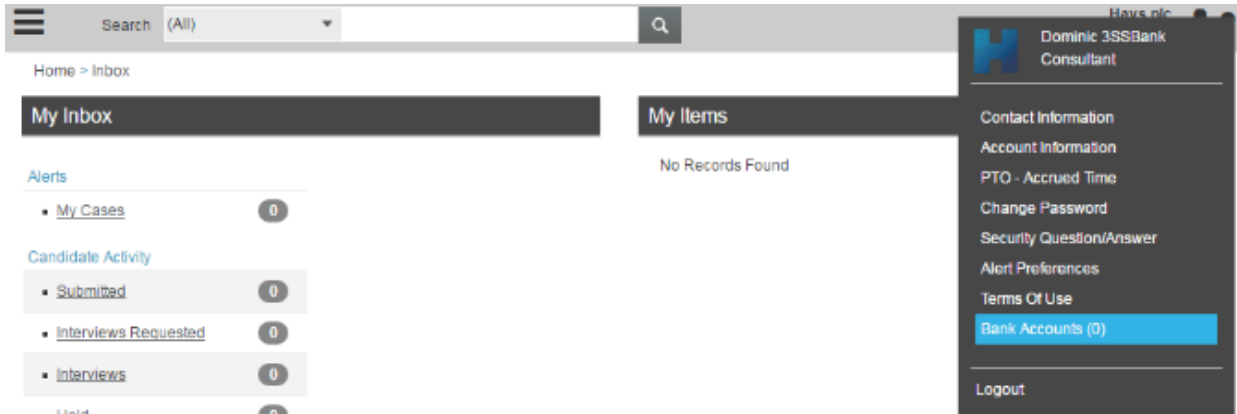 Search (All)
Hays plc
Home > Inbox
My Inbox
Alerts
My Cases 0
Candidate Activity
Submitted 0
Interviews Requested 0
Interviews 0
Hold 0
My Items
No Records Found
Dominic 3SSBank
Consultant
Contact Information
Account Information
PTO - Accrued Time
Change Password
Security Question/Answer
Alert Preferences
Terms Of Use
Bank Accounts (0)
Logout